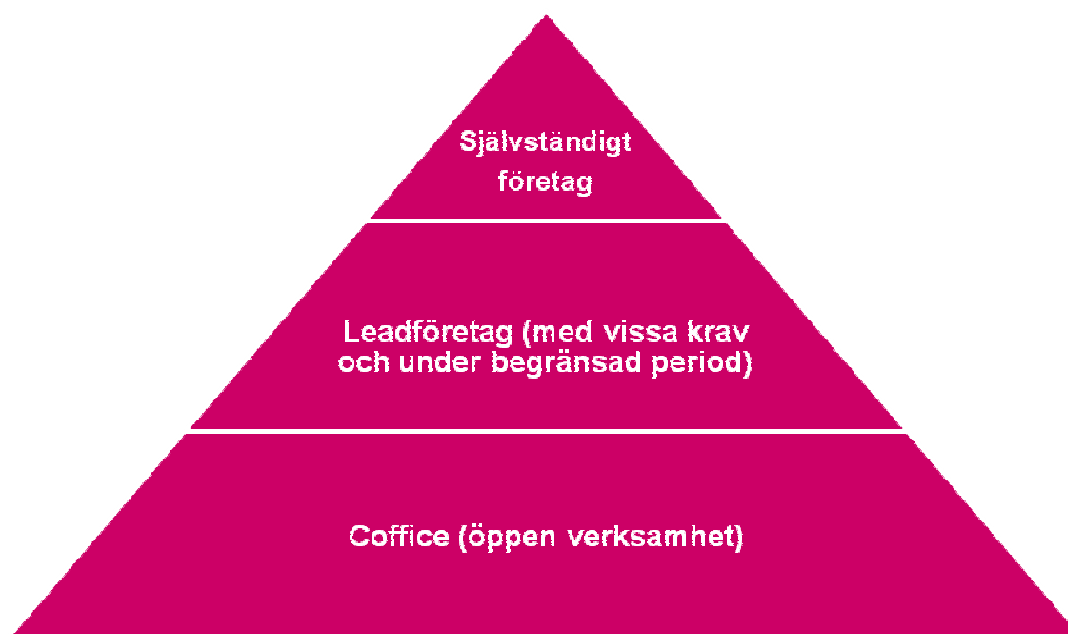 Självständigt
företag
Leadföretag (med vissa krav
och under begränsad period)
Coffice (öppen verksamhet)